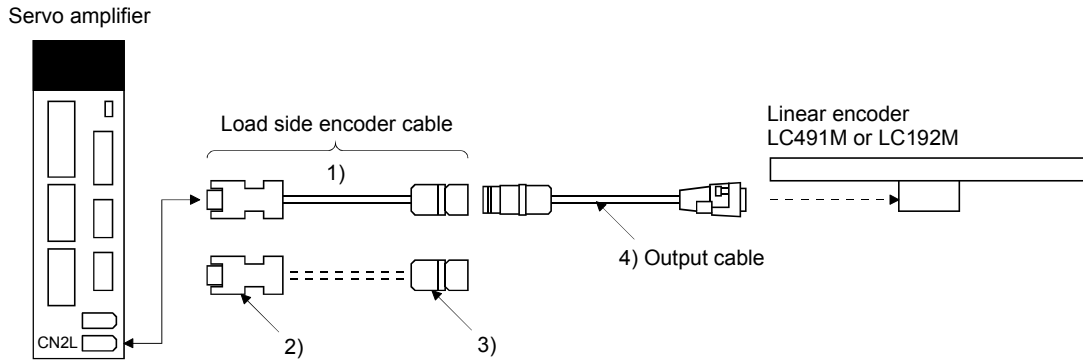 Servo amplifier
Load side encoder cable
1)
Linear encoder
LC491M or LC192M
4) Output cable
CN2L
2)
3)